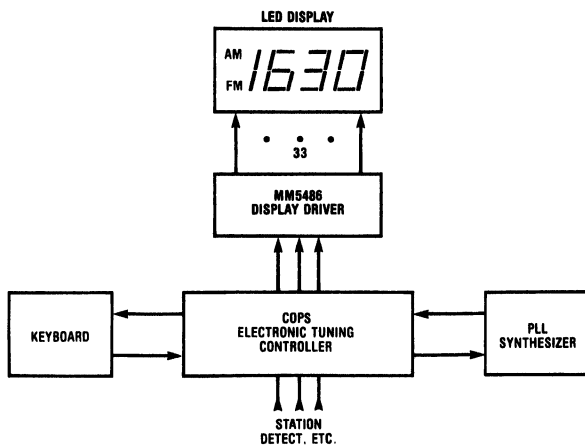 LED DISPLAY
AM
FM
1630
33
MM5486
DISPLAY DRIVER
KEYBOARD
COPS
ELECTRONIC TUNING
CONTROLLER
PLL
SYNTHESIZER
STATION
DETECT, ETC.